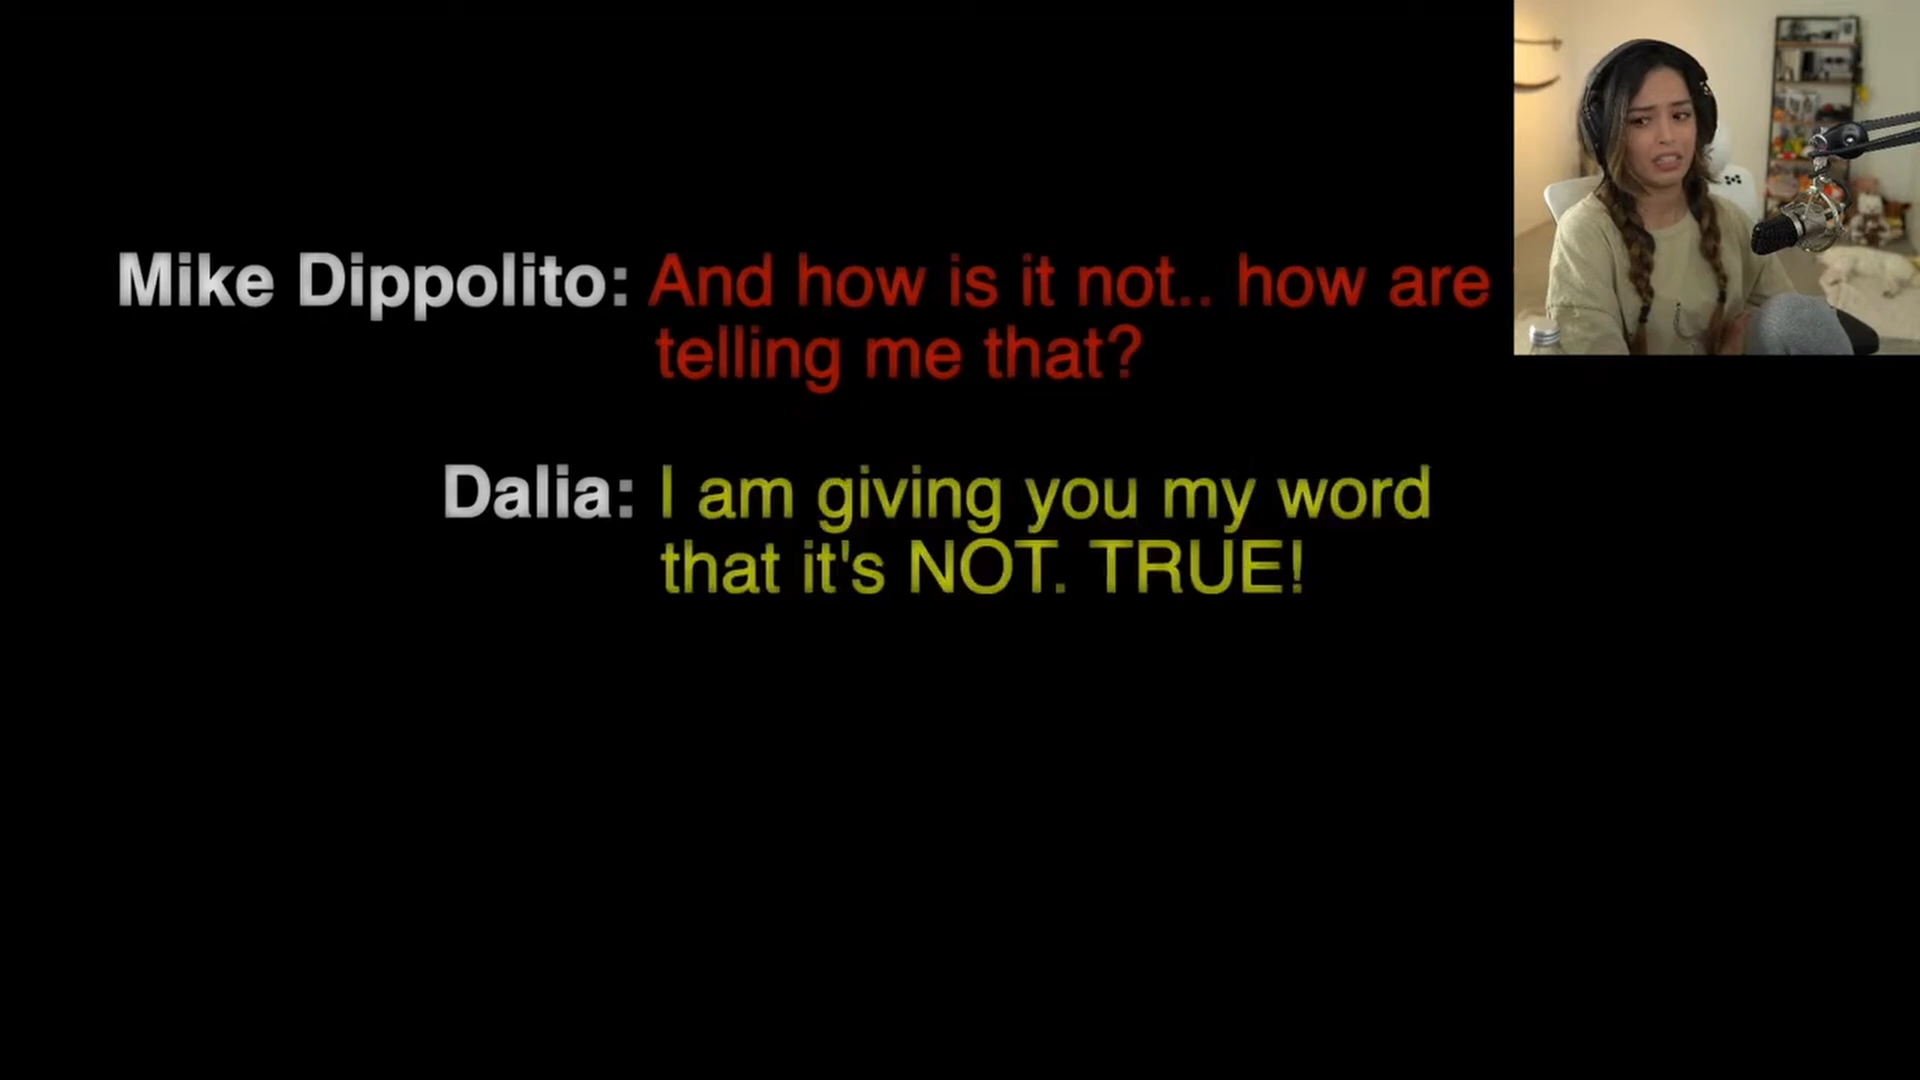 Mike Dippolito: And how is it not.. how are
telling me that?
Dalia: I am giving you my word
that it's NOT. TRUE!